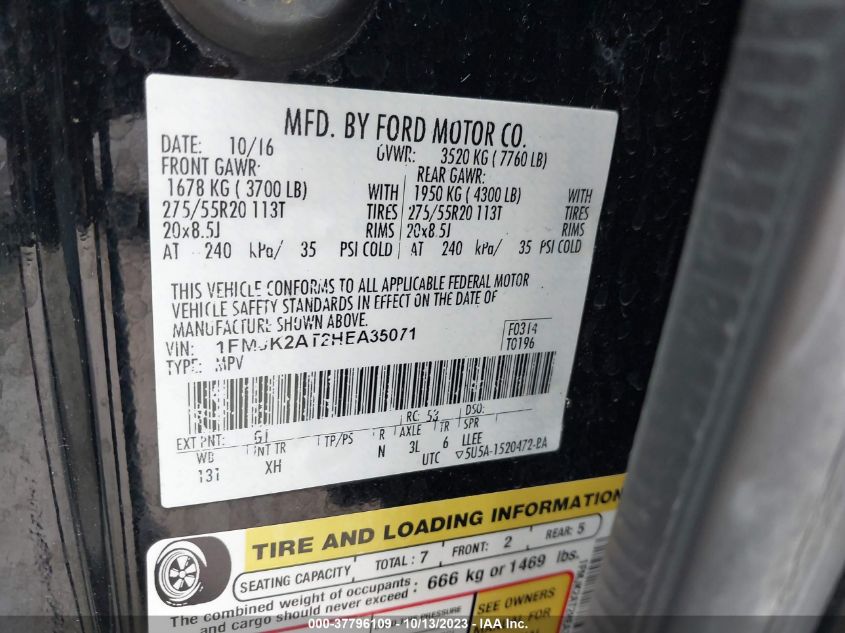 MFD. BY FORD MOTOR CO.
DATE: 10/16 GVWR: 3520 KG ( 7760 LB)
FRONT GAWR: REAR GAWR:
1678 KG ( 3700 LB) WITH 1950 KG ( 4300 LB) WITH
275/55R20 113T TIRES 275/55R20 113T TIRES
20x8.5J RIMS 20x8.5J RIMS
AT 240 kPa/ 35 PSI COLD AT 240 kPa/ 35 PSI COLD
THIS VEHICLE CONFORMS TO ALL APPLICABLE FEDERAL MOTOR
VEHICLE SAFETY STANDARDS IN EFFECT ON THE DATE OF
MANUFACTURE SHOWN ABOVE.
VIN: 1FMJK2AT2HEA35071 F0314
TYPE: MPV T0196
RC: 53 DSO:
EXT PNT: G1
WB INT TR TP/PS R AXLE TR SPR
131 XH N 3L 6 LLEE
UTC 5U5A-1520472-BA
TIRE AND LOADING INFORMATION
SEATING CAPACITY TOTAL: 7 FRONT: 2 REAR: 5
The combined weight of occupants
and cargo should never exceed: 666 kg or 1469 lbs.
SEE OWNERS
FOR
000-37796109 - 10/13/2023 - IAA Inc.